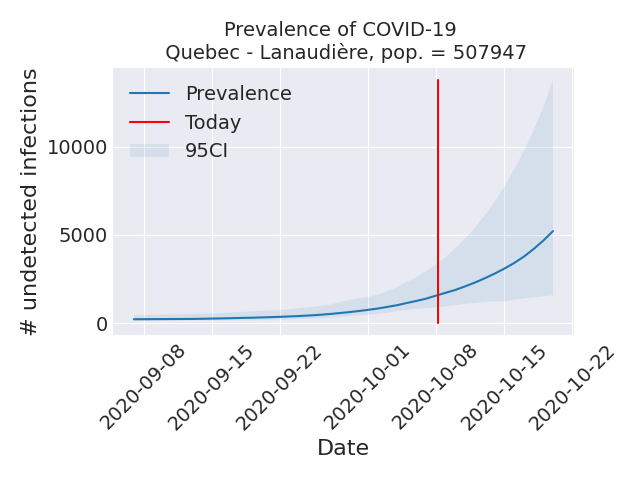 Prevalence of COVID-19
Quebec - Lanaudière, pop. = 507947
# undetected infections
Prevalence
Today
95CI
10000
5000
0
2020-09-08
2020-09-15
2020-09-22
2020-10-01
2020-10-08
2020-10-15
2020-10-22
Date